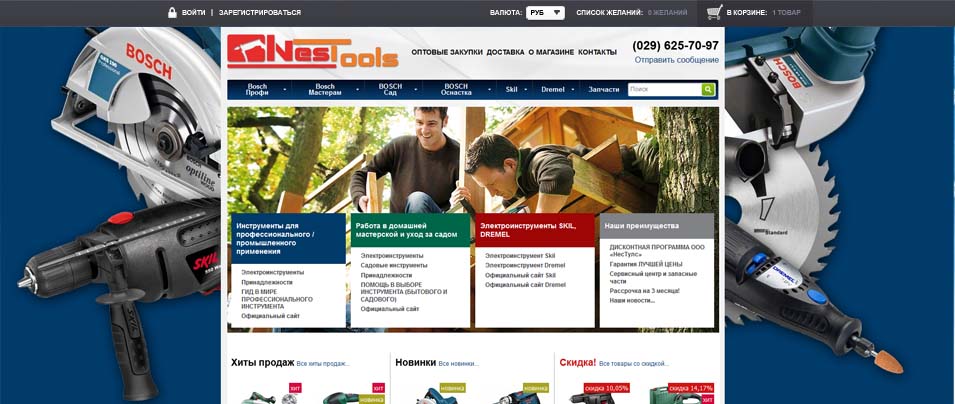 ВОЙТИ | ЗАРЕГИСТРИРОВАТЬСЯ
ВАЛЮТА: РУБ СПИСОК ЖЕЛАНИЙ: 0 ЖЕЛАНИЙ В КОРЗИНЕ: 1 ТОВАР
NesTools
ОПТОВЫЕ ЗАКУПКИ ДОСТАВКА О МАГАЗИНЕ КОНТАКТЫ
(029) 625-70-97
Отправить сообщение
Bosch Профи
Bosch Мастерам
BOSCH Сад
BOSCH Оснастка
Skil
Dremel
Запчасти
Поиск
BOSCH
Professional
optiline
SKIL
BOSCH
Standard
DREMEL
Инструменты для
профессионального /
промышленного
применения
Электроинструменты
Принадлежности
ГИД В МИРЕ
ПРОФЕССИОНАЛЬНОГО
ИНСТРУМЕНТА
Официальный сайт
Работа в домашней
мастерской и уход за садом
Электроинструменты
Садовые инструменты
Принадлежности
ПОМОЩЬ В ВЫБОРЕ
ИНСТРУМЕНТА (БЫТОВОГО И
САДОВОГО)
Официальный сайт
Электроинструменты SKIL,
DREMEL
Электроинструмент Skil
Электроинструмент Dremel
Официальный сайт Skil
Официальный сайт Dremel
Наши преимущества
ДИСКОНТНАЯ ПРОГРАММА ООО
«НесТулс»
Гарантия ЛУЧШЕЙ ЦЕНЫ
Сервисный центр и запасные
части
Рассрочка на 3 месяца!
Наши новости...
Хиты продаж Все хиты продаж...
Новинки Все новинки...
Скидка! Все товары со скидкой...
хит
хит
новинка
новинка
новинка
скидка 10,05%
скидка 14,17%
хит